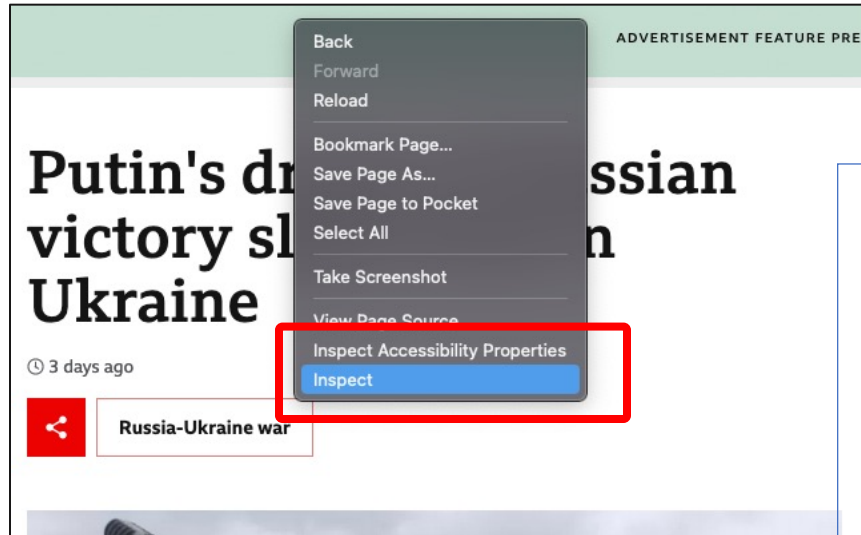 ADVERTISEMENT FEATURE PRE
Back
Forward
Reload
Bookmark Page...
Save Page As...
Save Page to Pocket
Select All
Take Screenshot
View Page Source
Inspect Accessibility Properties
Inspect
Putin's dr ssian
victory sl n
Ukraine
3 days ago
Russia-Ukraine war